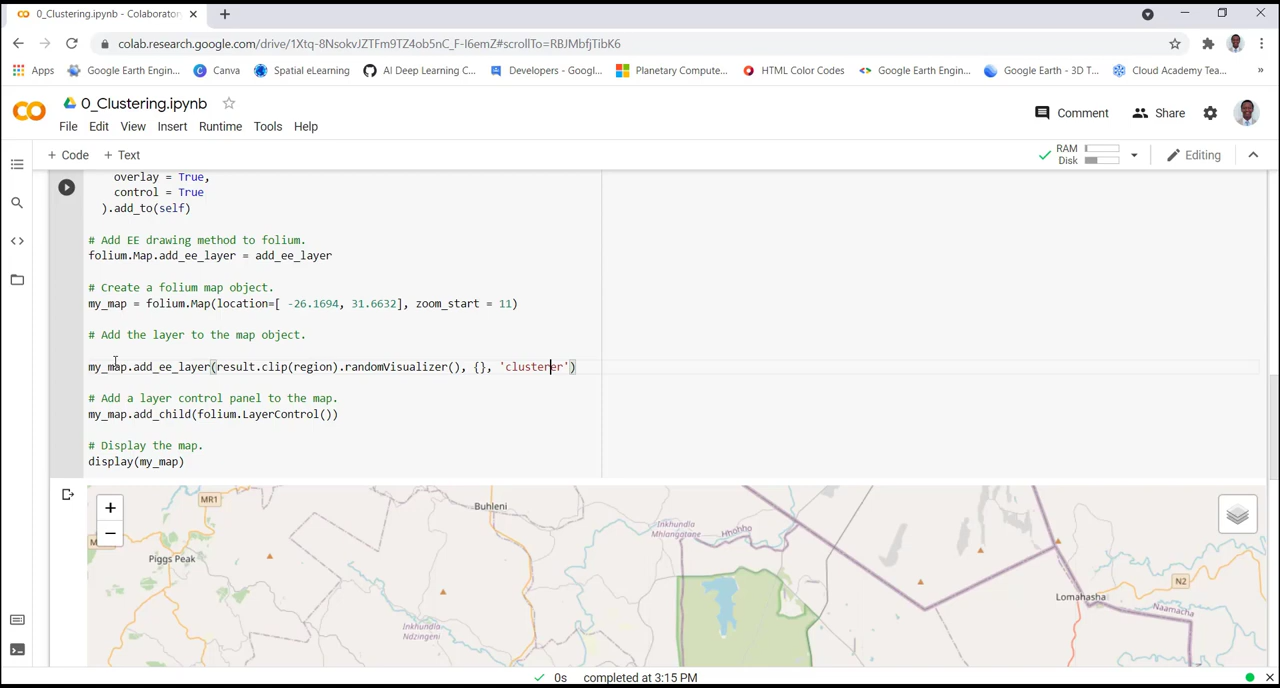 0_Clustering.ipynb - Colaborator
colab.research.google.com/drive/1Xtq-8NsokvJZTFm9TZ4ob5nC_F-I6emZ#scrollTo=RBJMbfjTibK6
Apps Google Earth Engin... Canva Spatial eLearning AI Deep Learning C... Developers - Googl... Planetary Compute... HTML Color Codes Google Earth Engin... Google Earth - 3D T... Cloud Academy Tea... »
0_Clustering.ipynb
Comment Share
File Edit View Insert Runtime Tools Help
+ Code + Text
RAM
Disk
Editing
overlay = True,
control = True
).add_to(self)
# Add EE drawing method to folium.
folium.Map.add_ee_layer = add_ee_layer
# Create a folium map object.
my_map = folium.Map(location=[ -26.1694, 31.6632], zoom_start = 11)
# Add the layer to the map object.
my_map.add_ee_layer(result.clip(region).randomVisualizer(), {}, 'clusterer')
# Add a layer control panel to the map.
my_map.add_child(folium.LayerControl())
# Display the map.
display(my_map)
+
−
MR1
Buhleni
Inkhundla
Mhlangatane
Hhohho
Piggs Peak
N2
Lomahasha
Naamacha
Inkhundla
Ndzingeni
0s completed at 3:15 PM